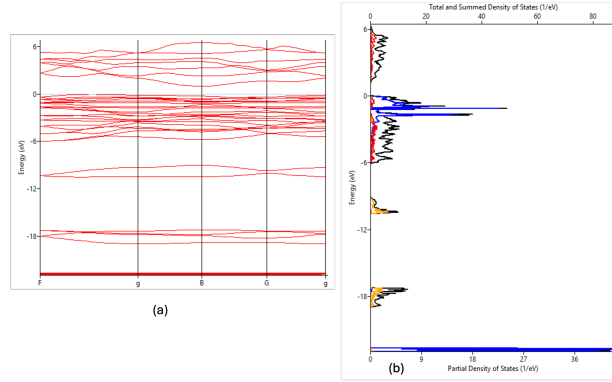 Energy (eV)
6
0
-6
-12
-18
F
g
B
G
g
(a)
Total and Summed Density of States (1/eV)
0
20
40
60
80
Energy (eV)
6
0
-6
-12
-18
0
9
18
27
36
Partial Density of States (1/eV)
(b)